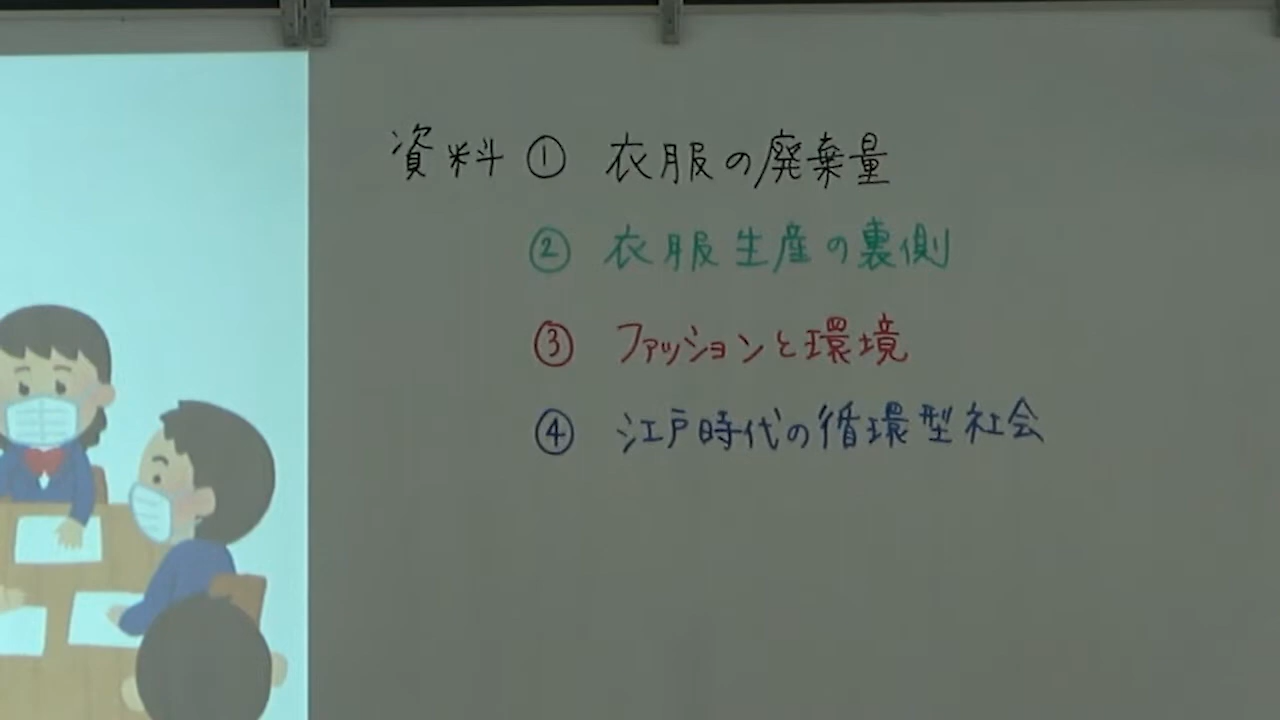 資料 ① 衣服の廃棄量
② 衣服生産の裏側
③ ファッションと環境
④ 江戸時代の循環型社会